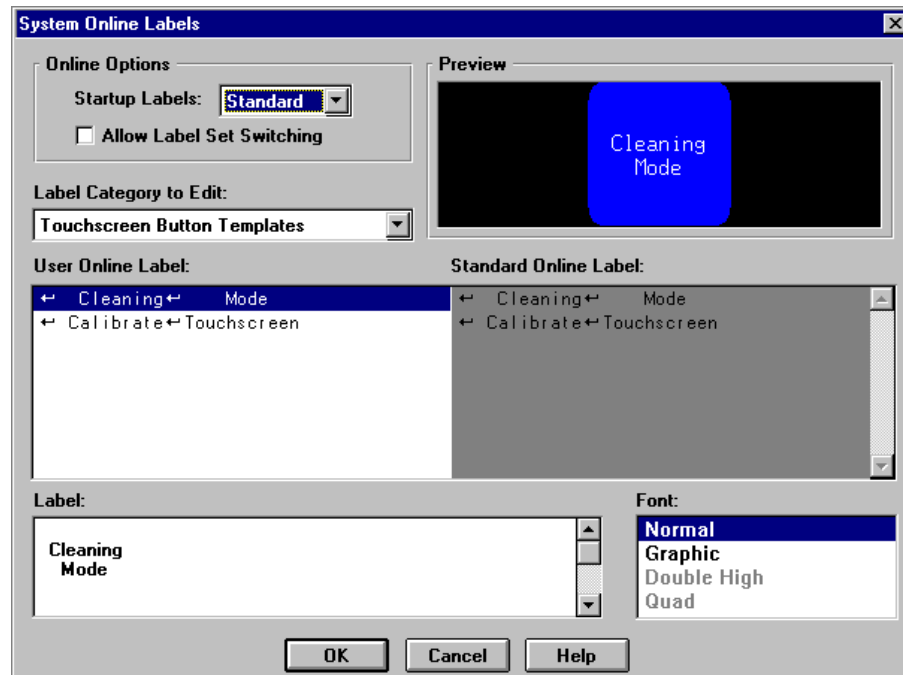 System Online Labels
Online Options
Startup Labels: Standard
Allow Label Set Switching
Preview
Cleaning
Mode
Label Category to Edit:
Touchscreen Button Templates
User Online Label: Standard Online Label:
↵ Cleaning↵ Mode ↵ Cleaning↵ Mode
↵ Calibrate↵Touchscreen ↵ Calibrate↵Touchscreen
Label:
Cleaning
Mode
Font:
Normal
Graphic
Double High
Quad
OK Cancel Help